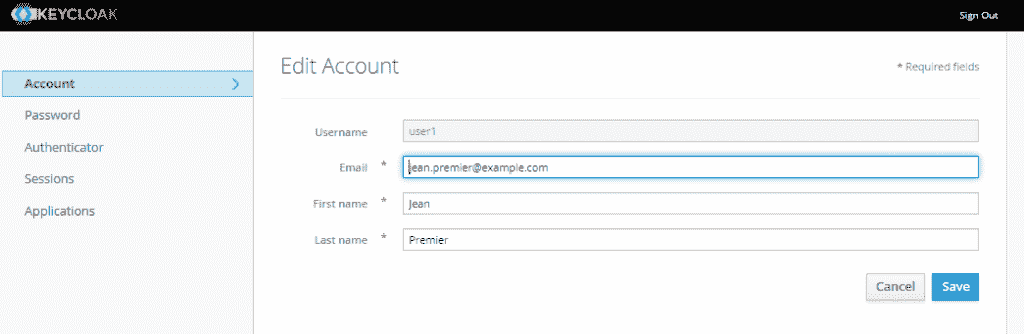 KEYCLOAK
Sign Out
Account
Password
Authenticator
Sessions
Applications
Edit Account
* Required fields
Username user1
Email * jean.premier@example.com
First name * Jean
Last name * Premier
Cancel Save